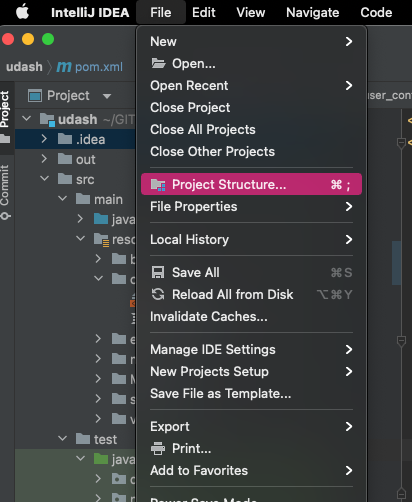 IntelliJ IDEA File Edit View Navigate Code
udash pom.xml
Project
udash ~/GIT
.idea
out
src
main
java
test
java
Project
Commit
New
Open...
Open Recent
Close Project
Close All Projects
Close Other Projects
Project Structure... ⌘ ;
File Properties
Local History
Save All ⌘S
Reload All from Disk ⌥⌘Y
Invalidate Caches...
Manage IDE Settings
New Projects Setup
Save File as Template...
Export
Print...
Add to Favorites
Power Save Mode